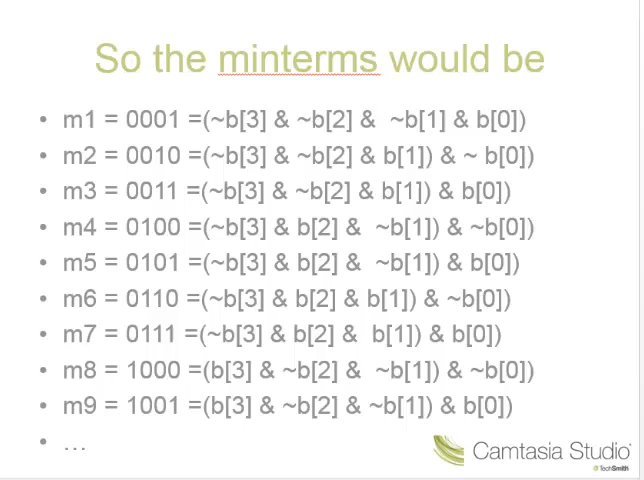 So the minterms would be
• m1 = 0001 =(~b[3] & ~b[2] & ~b[1] & b[0])
• m2 = 0010 =(~b[3] & ~b[2] & b[1]) & ~ b[0])
• m3 = 0011 =(~b[3] & ~b[2] & b[1]) & b[0])
• m4 = 0100 =(~b[3] & b[2] & ~b[1]) & ~b[0])
• m5 = 0101 =(~b[3] & b[2] & ~b[1]) & b[0])
• m6 = 0110 =(~b[3] & b[2] & b[1]) & ~b[0])
• m7 = 0111 =(~b[3] & b[2] & b[1]) & b[0])
• m8 = 1000 =(b[3] & ~b[2] & ~b[1]) & ~b[0])
• m9 = 1001 =(b[3] & ~b[2] & ~b[1]) & b[0])
• …
Camtasia Studio
TechSmith